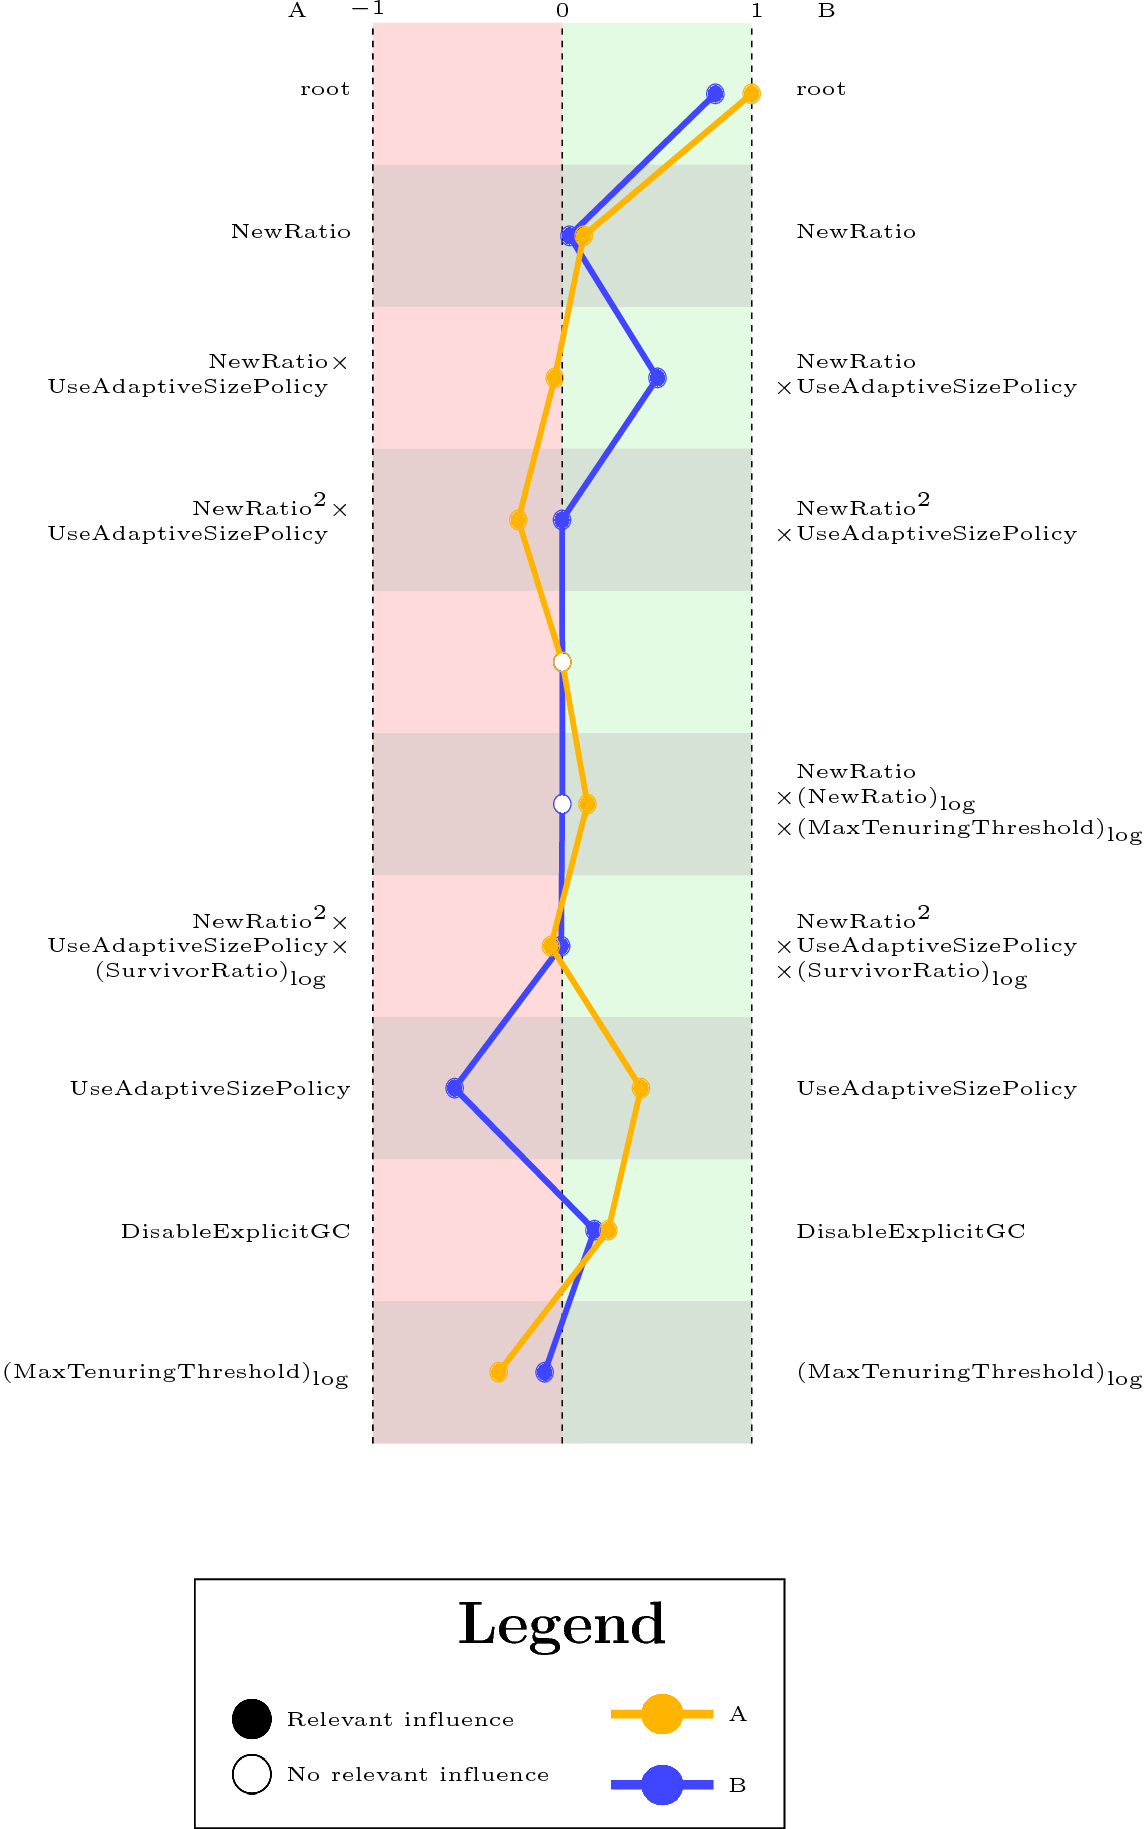 A −1 0 1 B
root root
NewRatio NewRatio
NewRatio× NewRatio
UseAdaptiveSizePolicy ×UseAdaptiveSizePolicy
NewRatio² × NewRatio²
UseAdaptiveSizePolicy ×UseAdaptiveSizePolicy
NewRatio
×(NewRatio)log
×(MaxTenuringThreshold)log
NewRatio² × NewRatio²
UseAdaptiveSizePolicy× ×UseAdaptiveSizePolicy
(SurvivorRatio)log ×(SurvivorRatio)log
UseAdaptiveSizePolicy UseAdaptiveSizePolicy
DisableExplicitGC DisableExplicitGC
(MaxTenuringThreshold)log (MaxTenuringThreshold)log
Legend
Relevant influence A
No relevant influence B